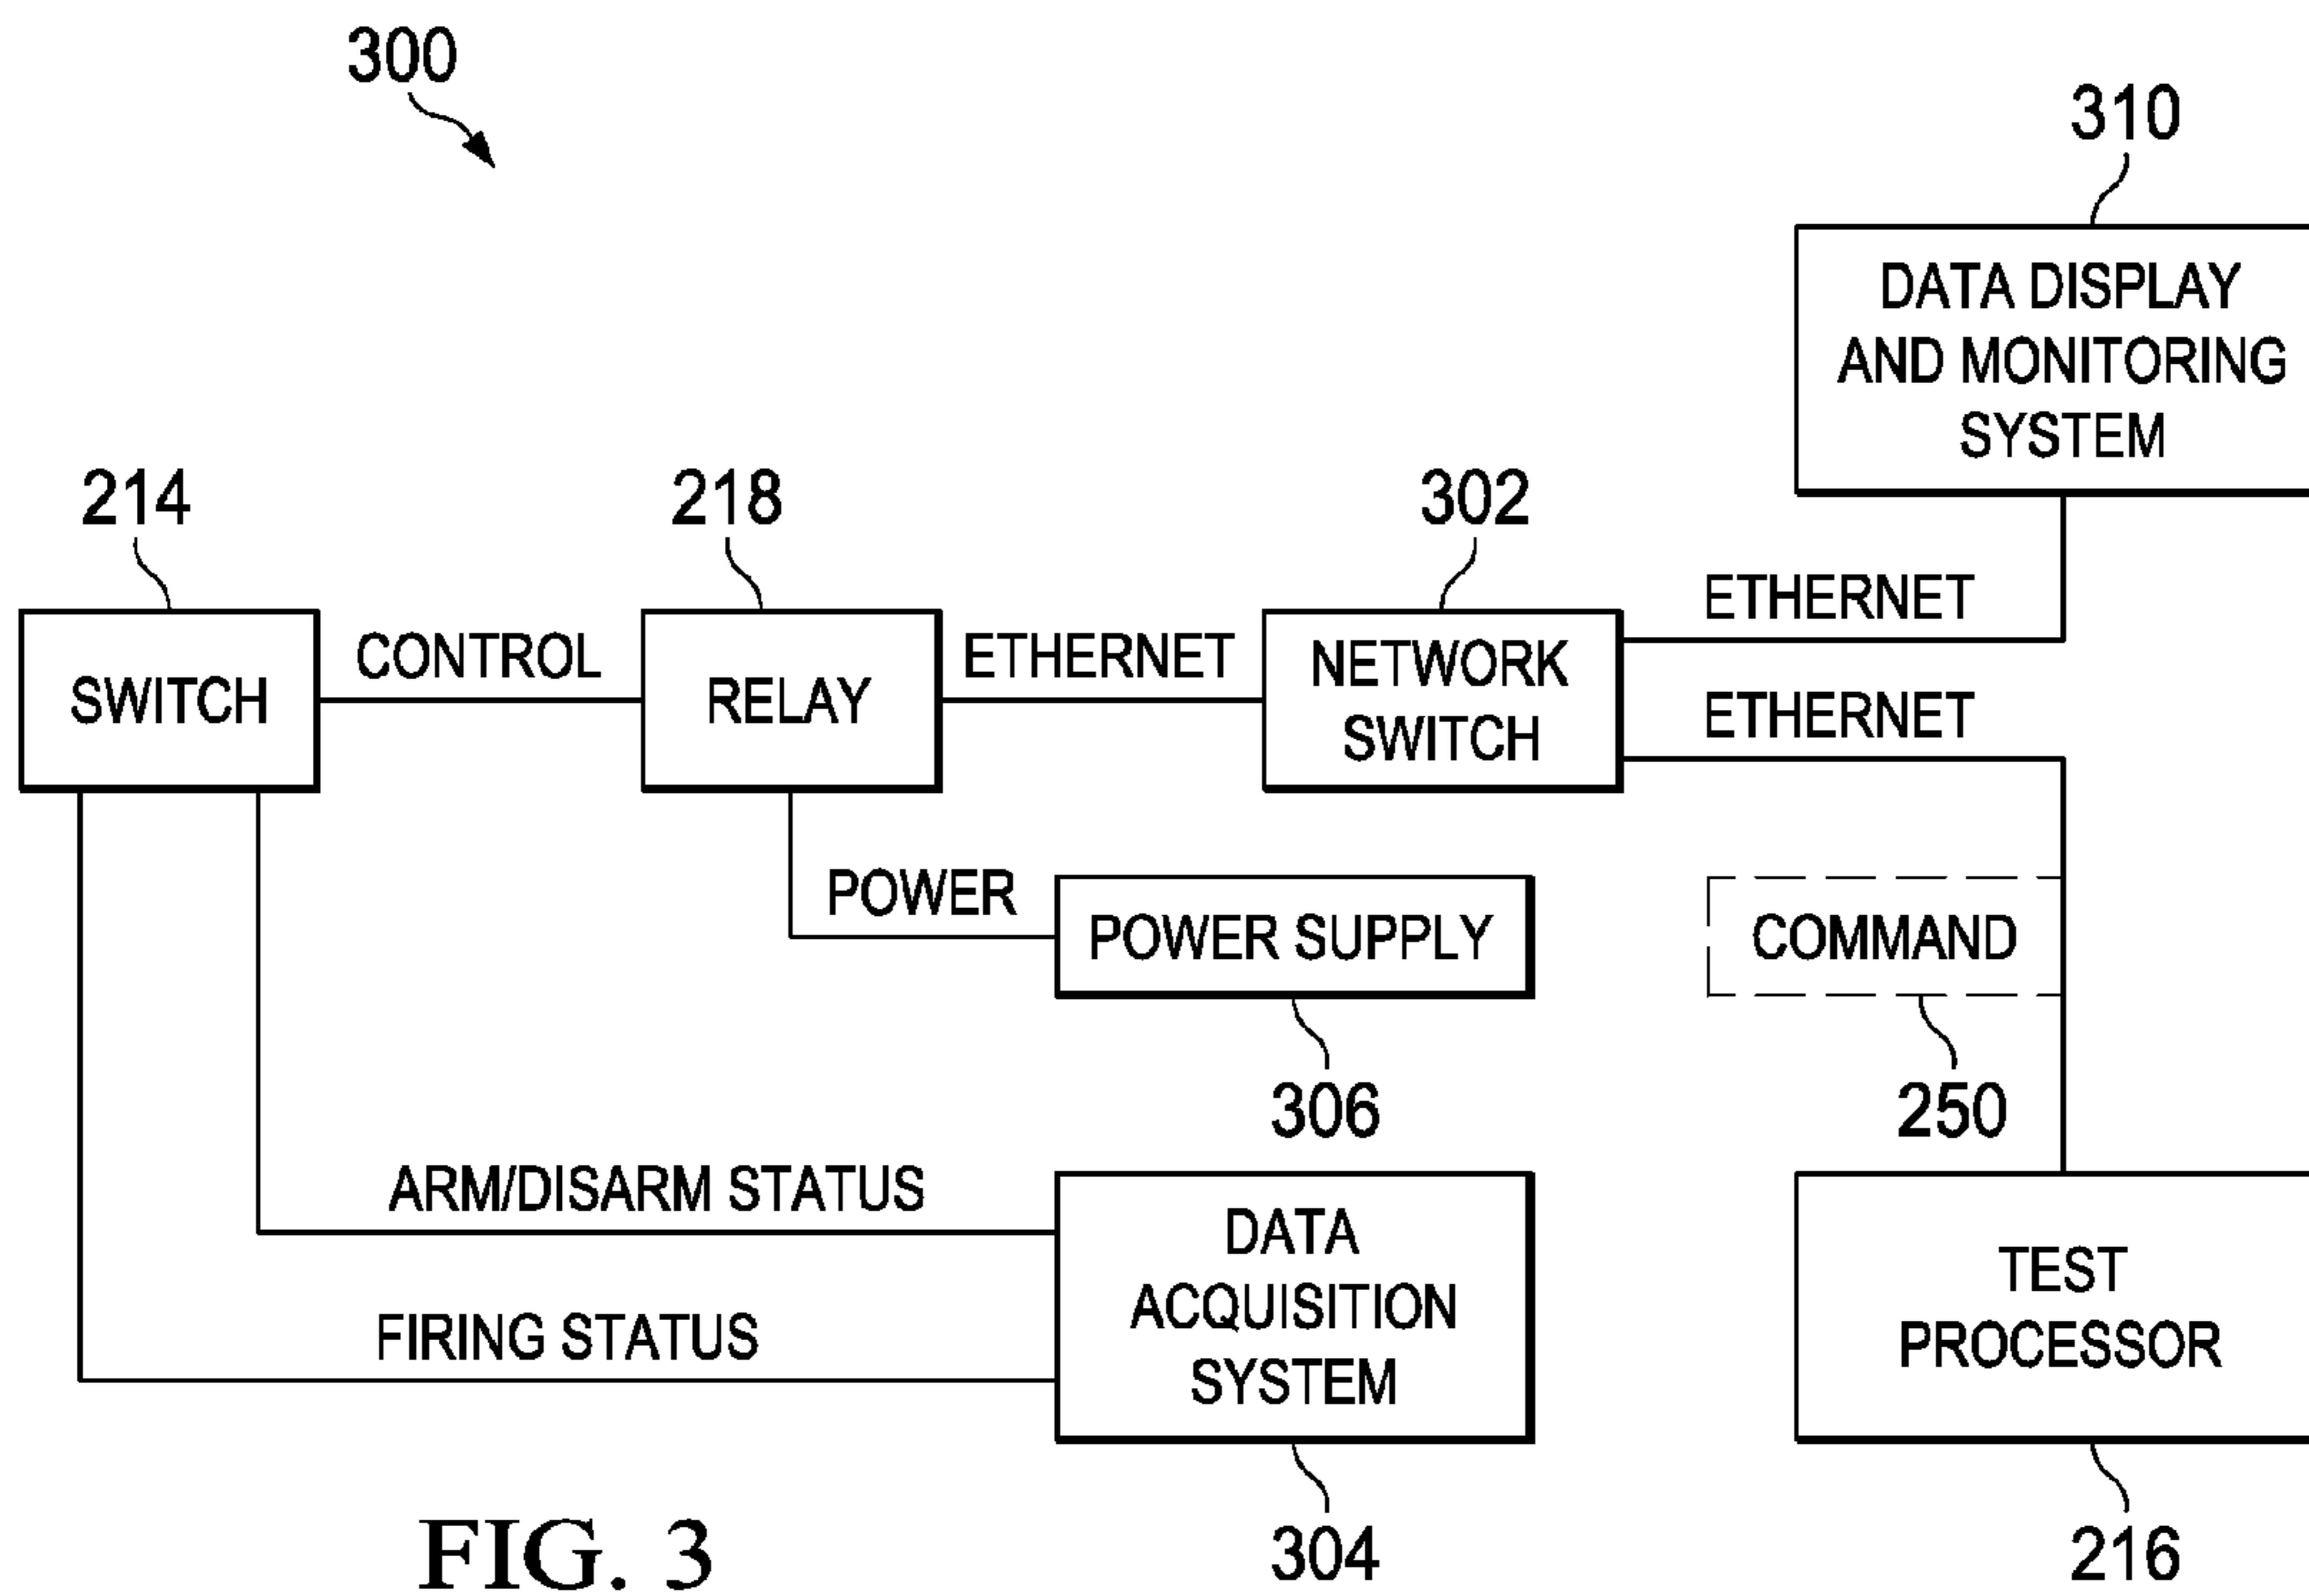 300
310
DATA DISPLAY
AND MONITORING
SYSTEM
214
218
302
ETHERNET
CONTROL
ETHERNET
SWITCH
RELAY
NETWORK
SWITCH
ETHERNET
POWER
POWER SUPPLY
COMMAND
306
250
ARM/DISARM STATUS
DATA
ACQUISITION
SYSTEM
FIRING STATUS
TEST
PROCESSOR
304
216
FIG. 3